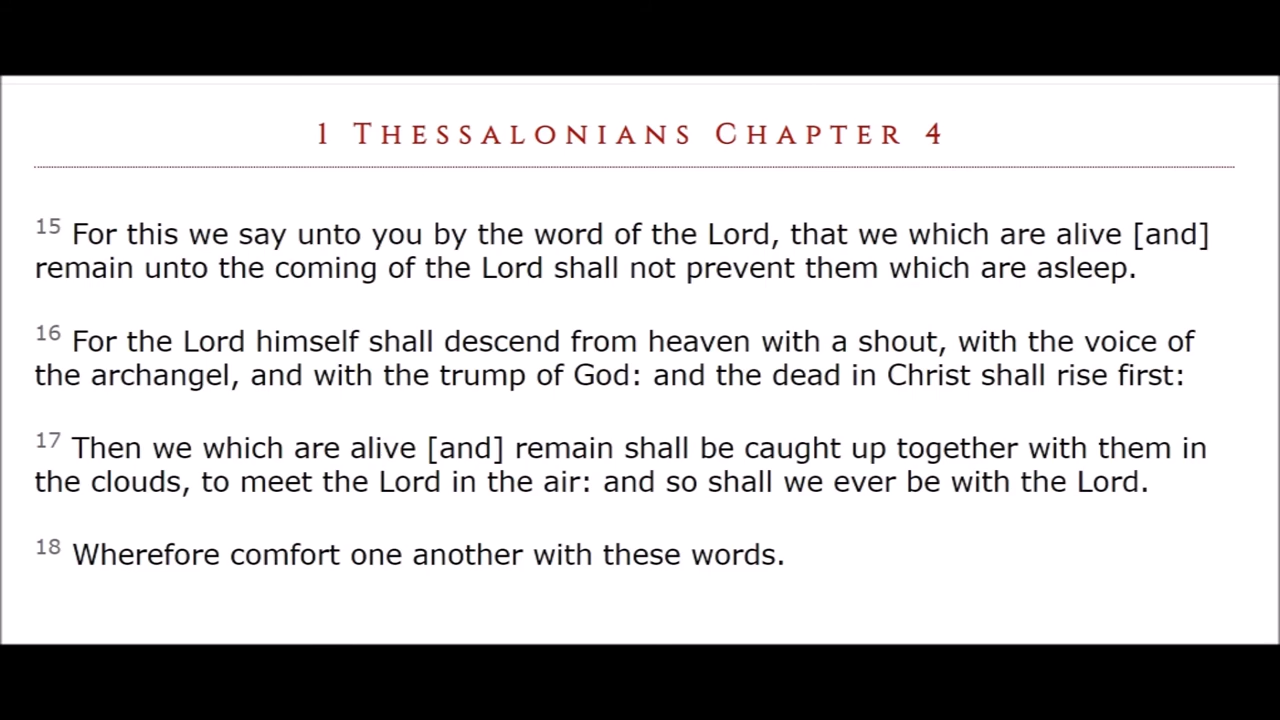 1 Thessalonians Chapter 4
15 For this we say unto you by the word of the Lord, that we which are alive [and]
remain unto the coming of the Lord shall not prevent them which are asleep.
16 For the Lord himself shall descend from heaven with a shout, with the voice of
the archangel, and with the trump of God: and the dead in Christ shall rise first:
17 Then we which are alive [and] remain shall be caught up together with them in
the clouds, to meet the Lord in the air: and so shall we ever be with the Lord.
18 Wherefore comfort one another with these words.